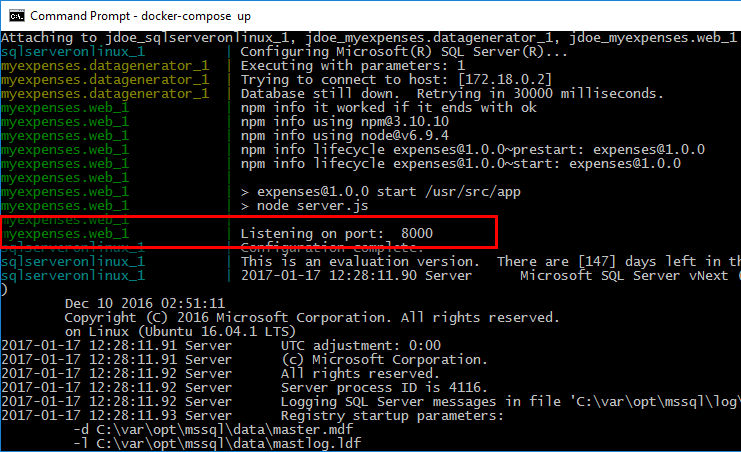 Command Prompt - docker-compose up
Attaching to jdoe_sqlserveronlinux_1, jdoe_myexpenses.datagenerator_1, jdoe_myexpenses.web_1
sqlserveronlinux_1 | Configuring Microsoft(R) SQL Server(R)...
myexpenses.datagenerator_1 | Executing with parameters: 1
myexpenses.datagenerator_1 | Trying to connect to host: [172.18.0.2]
myexpenses.datagenerator_1 | Database still down. Retrying in 30000 milliseconds.
myexpenses.web_1 | npm info it worked if it ends with ok
myexpenses.web_1 | npm info using npm@3.10.10
myexpenses.web_1 | npm info using node@v6.9.4
myexpenses.web_1 | npm info lifecycle expenses@1.0.0~prestart: expenses@1.0.0
myexpenses.web_1 | npm info lifecycle expenses@1.0.0~start: expenses@1.0.0
myexpenses.web_1 |
myexpenses.web_1 | > expenses@1.0.0 start /usr/src/app
myexpenses.web_1 | > node server.js
myexpenses.web_1 |
myexpenses.web_1 | Listening on port: 8000
sqlserveronlinux_1 | Configuration complete.
sqlserveronlinux_1 | This is an evaluation version. There are [147] days left in th
sqlserveronlinux_1 | 2017-01-17 12:28:11.90 Server Microsoft SQL Server vNext (
)
Dec 10 2016 02:51:11
Copyright (C) 2016 Microsoft Corporation. All rights reserved.
on Linux (Ubuntu 16.04.1 LTS)
2017-01-17 12:28:11.91 Server UTC adjustment: 0:00
2017-01-17 12:28:11.91 Server (c) Microsoft Corporation.
2017-01-17 12:28:11.92 Server All rights reserved.
2017-01-17 12:28:11.92 Server Server process ID is 4116.
2017-01-17 12:28:11.92 Server Logging SQL Server messages in file 'C:\var\opt\mssql\log\
2017-01-17 12:28:11.93 Server Registry startup parameters:
-d C:\var\opt\mssql\data\master.mdf
-l C:\var\opt\mssql\data\mastlog.ldf